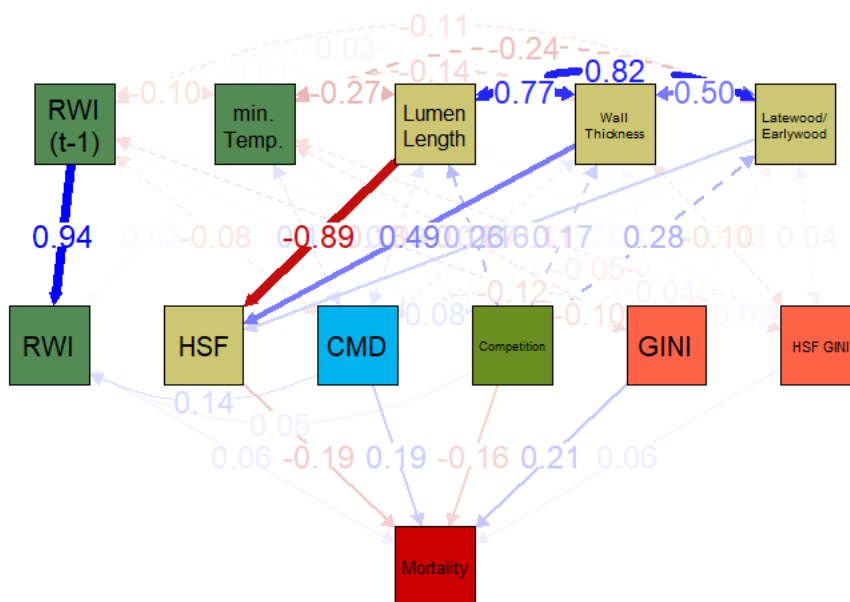 -0.11
0.03
-0.24
-0.14
0.82
RWI
(t-1)
-0.10
min.
Temp.
-0.27
Lumen
Length
0.77
Wall
Thickness
0.50
Latewood/
Earlywood
0.94
0.02
-0.08
-0.89
0.49
0.26
0.17
0.28
-0.10
0.04
-0.05
-0.12
0.04
0.08
-0.10
0.02
RWI
HSF
CMD
Competition
GINI
HSF GINI
0.14
0.05
0.06
-0.19
0.19
-0.16
0.21
0.06
Mortality